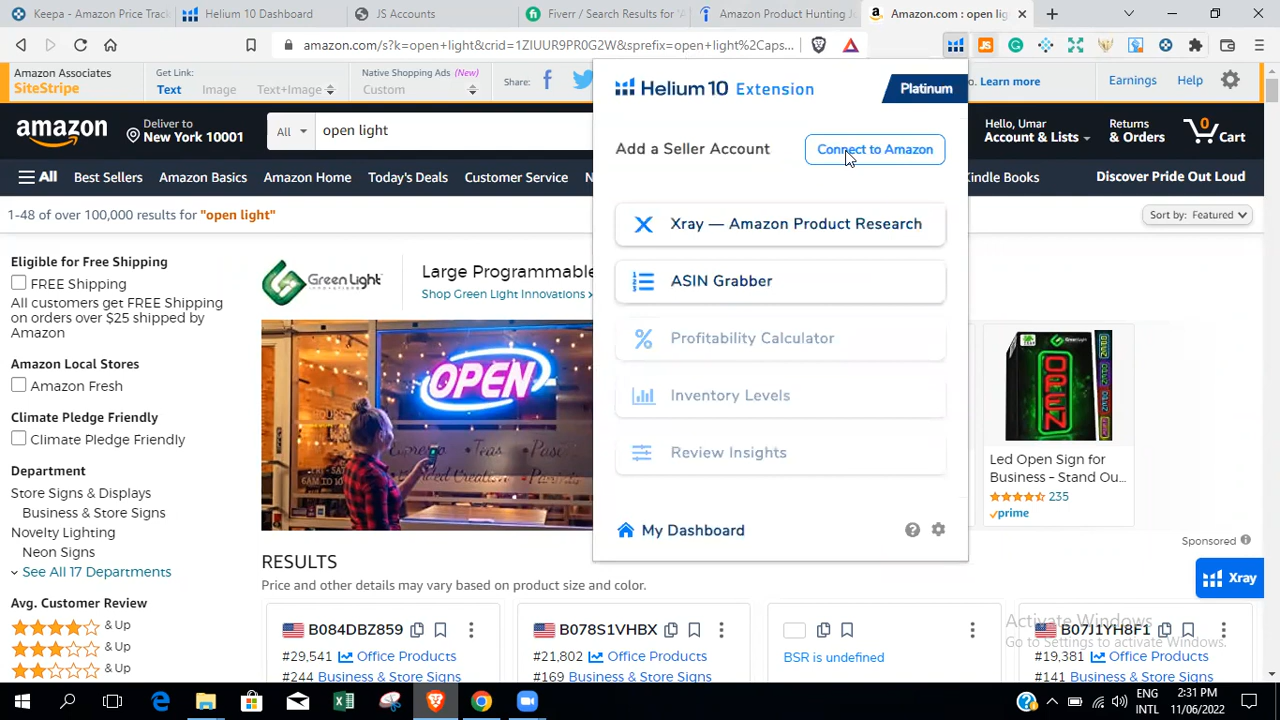 Keepa – Amazon Price Track
Helium 10 Dashboard
JS Accounts
Fiverr / Search Results for 'A
Amazon Product Hunting J
Amazon.com : open lig
amazon.com/s?k=open+light&crid=1ZIUUR9PR0G2W&sprefix=open+light%2Caps...
JS
Amazon Associates
SiteStripe
Get Link:
Text
Image
Text+Image
Native Shopping Ads (New)
Custom
Share:
Learn more
Earnings
Help
amazon
Deliver to
New York 10001
All
open light
Hello, Umar
Account & Lists
Returns
& Orders
0
Cart
All
Best Sellers
Amazon Basics
Amazon Home
Today's Deals
Customer Service
N
Kindle Books
Discover Pride Out Loud
1-48 of over 100,000 results for "open light"
Sort by: Featured
Helium 10 Extension
Platinum
Add a Seller Account
Connect to Amazon
Xray — Amazon Product Research
ASIN Grabber
Profitability Calculator
Inventory Levels
Review Insights
My Dashboard
Eligible for Free Shipping
FREE Shipping
All customers get FREE Shipping
on orders over $25 shipped by
Amazon
Amazon Local Stores
Amazon Fresh
Climate Pledge Friendly
Climate Pledge Friendly
Department
Store Signs & Displays
Business & Store Signs
Novelty Lighting
Neon Signs
See All 17 Departments
Avg. Customer Review
& Up
& Up
& Up
Green Light
Large Programmable
Shop Green Light Innovations ›
OPEN
OPEN
Led Open Sign for
Business – Stand Ou...
235
prime
Sponsored
RESULTS
Price and other details may vary based on product size and color.
Xray
B084DBZ859
#29,541 Office Products
#244 Business & Store Signs
B078S1VHBX
#21,802 Office Products
#169 Business & Store Signs
BSR is undefined
B07J1YH8F1
#19,381 Office Products
#141 Business & Store Signs
Activate Windows
Go to Settings to activate Windows.
ENG
INTL
2:31 PM
11/06/2022